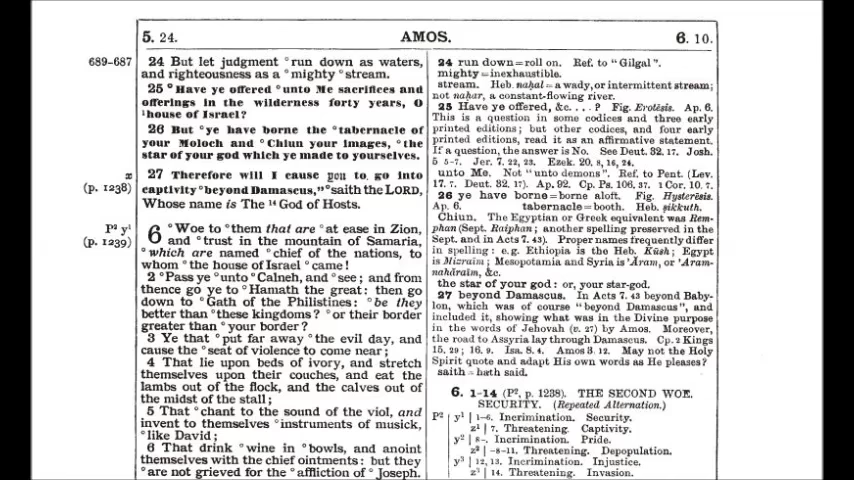 5. 24. AMOS. 6. 10.
689-687
24 But let judgment °run down as waters,
and righteousness as a °mighty °stream.
25 °Have ye offered °unto Me sacrifices and
offerings in the wilderness forty years, O
°house of Israel?
26 But °ye have borne the °tabernacle of
your Moloch and °Chiun your images, °the
star of your god which ye made to yourselves.
(p. 1238)
27 Therefore will I cause you to go into
captivity °beyond Damascus," °saith the LORD,
Whose name is The ¹⁴ God of Hosts.
P² y¹
(p. 1239)
6 °Woe to °them that are °at ease in Zion,
and °trust in the mountain of Samaria,
°which are named °chief of the nations, to
whom °the house of Israel °came!
2 °Pass ye °unto °Calneh, and °see; and from
thence go ye to °Hamath the great: then go
down to °Gath of the Philistines: °be they
better than °these kingdoms? °or their border
greater than °your border?
3 Ye that °put far away °the evil day, and
cause the °seat of violence to come near;
4 That lie upon beds of ivory, and stretch
themselves upon their couches, and eat the
lambs out of the flock, and the calves out of
the midst of the stall;
5 That °chant to the sound of the viol, and
invent to themselves °instruments of musick,
°like David;
6 That drink °wine in °bowls, and anoint
themselves with the chief ointments: but they
°are not grieved for the °affliction of °Joseph.
24 run down = roll on. Ref. to "Gilgal".
mighty = inexhaustible.
stream. Heb. naḥal = a wady, or intermittent stream;
not nahar, a constant-flowing river.
25 Have ye offered, &c. . . . ? Fig. Erotēsis. Ap. 6.
This is a question in some codices and three early
printed editions; but other codices, and four early
printed editions, read it as an affirmative statement.
If a question, the answer is No. See Deut. 32. 17. Josh.
5. 5-7. Jer. 7. 22, 23. Ezek. 20. 8, 16, 24.
unto Me. Not "unto demons". Ref. to Pent. (Lev.
17. 7. Deut. 32. 17). Ap. 92. Cp. Ps. 106. 37. 1 Cor. 10. 7.
26 ye have borne = borne aloft. Fig. Hysterēsis.
Ap. 6. tabernacle = booth. Heb. ṣikkuth.
Chiun. The Egyptian or Greek equivalent was Rem-
phan (Sept. Raiphan; another spelling preserved in the
Sept. and in Acts 7. 43). Proper names frequently differ
in spelling: e.g. Ethiopia is the Heb. Kūsh; Egypt
is Mizraim; Mesopotamia and Syria is 'Aram, or 'Aram-
naharāim, &c.
the star of your god: or, your star-god.
27 beyond Damascus. In Acts 7. 43 beyond Baby-
lon, which was of course "beyond Damascus", and
included it, showing what was in the Divine purpose
in the words of Jehovah (v. 27) by Amos. Moreover,
the road to Assyria lay through Damascus. Cp. 2 Kings
15. 29; 16. 9. Isa. 8. 4. Amos 3. 12. May not the Holy
Spirit quote and adapt His own words as He pleases?
saith = hath said.
6. 1-14 (P², p. 1238). THE SECOND WOE.
SECURITY. (Repeated Alternation.)
P² y¹ | 1-6. Incrimination. Security.
z¹ | 7. Threatening. Captivity.
y² | 8-. Incrimination. Pride.
z² | -8-11. Threatening. Depopulation.
y³ | 12, 13. Incrimination. Injustice.
z³ | 14. Threatening. Invasion.